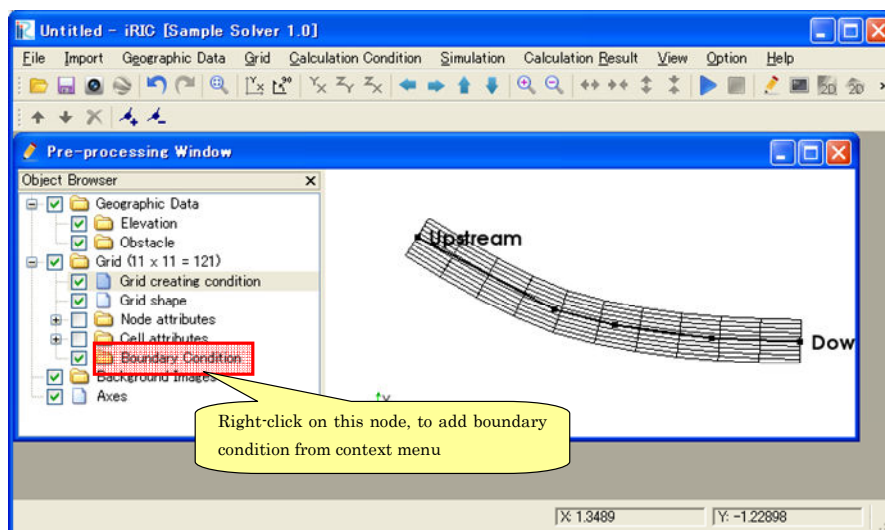 Untitled - iRIC [Sample Solver 1.0]
File Import Geographic Data Grid Calculation Condition Simulation Calculation Result View Option Help
Pre-processing Window
Object Browser
Geographic Data
Elevation
Obstacle
Grid (11 x 11 = 121)
Grid creating condition
Grid shape
Node attributes
Cell attributes
Boundary Condition
Background Images
Axes
Upstream
Dow
Y
Right-click on this node, to add boundary
condition from context menu
X: 1.3489
Y: -1.22898